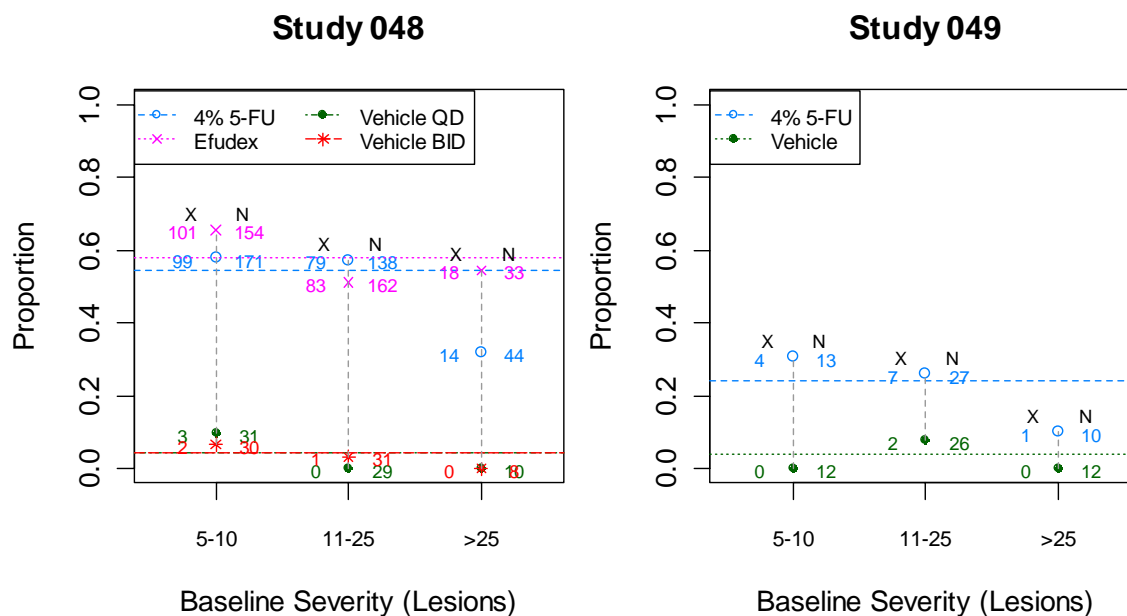 Study 048
4% 5-FU Vehicle QD
Efudex Vehicle BID
Proportion
1.0
0.8
0.6
0.4
0.2
0.0
X N
101 154
99 171
3 31
2 30
X N
79 138
83 162
1 31
0 29
X N
18 33
14 44
0 10
0 8
5-10 11-25 >25
Baseline Severity (Lesions)
Study 049
4% 5-FU
Vehicle
Proportion
1.0
0.8
0.6
0.4
0.2
0.0
X N
4 13
0 12
X N
7 27
2 26
X N
1 10
0 12
5-10 11-25 >25
Baseline Severity (Lesions)